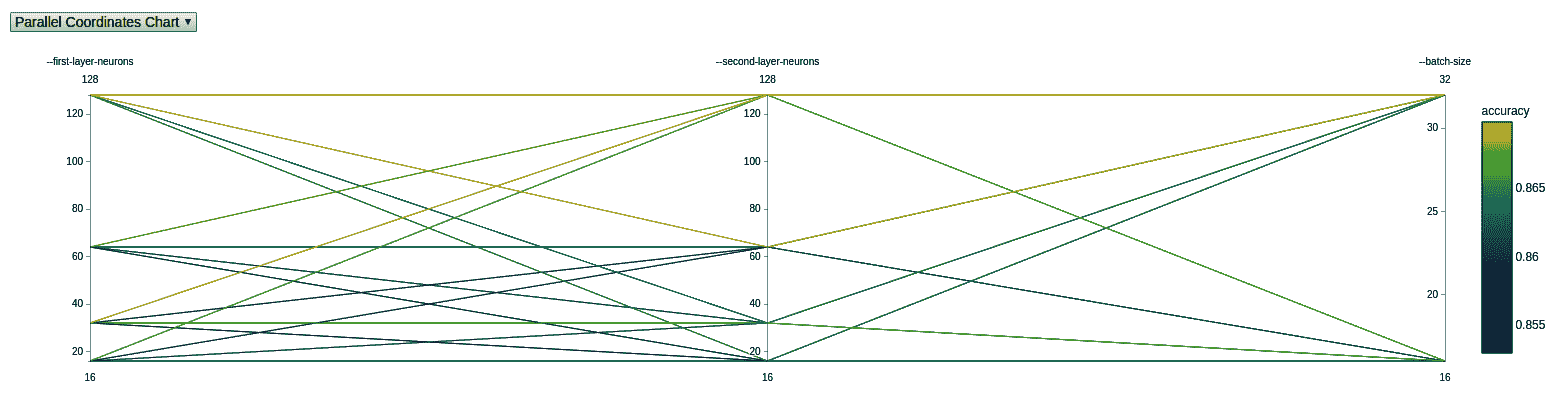 Parallel Coordinates Chart ▼
--first-layer-neurons --second-layer-neurons --batch-size
128 128 32
accuracy
120 120 30
100 100
0.865
80 80 25
60 60 0.86
40 40 20
0.855
20 20
16 16 16